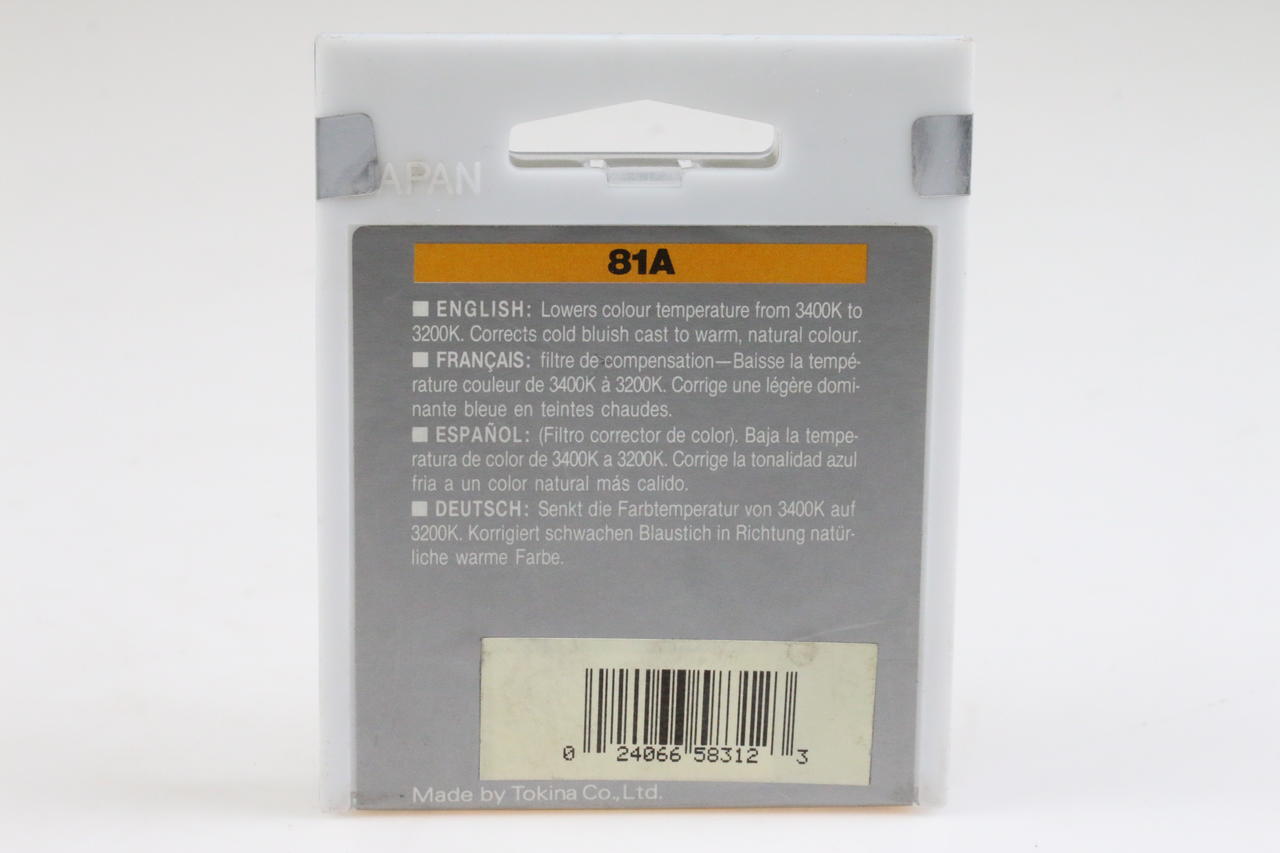 JAPAN
81A
■ ENGLISH: Lowers colour temperature from 3400K to
3200K. Corrects cold bluish cast to warm, natural colour.
■ FRANÇAIS: filtre de compensation—Baisse la tempé-
rature couleur de 3400K à 3200K. Corrige une légère domi-
nante bleue en teintes chaudes.
■ ESPAÑOL: (Filtro corrector de color). Baja la tempe-
ratura de color de 3400K a 3200K. Corrige la tonalidad azul
fria a un color natural más calido.
■ DEUTSCH: Senkt die Farbtemperatur von 3400K auf
3200K. Korrigiert schwachen Blaustich in Richtung natür-
liche warme Farbe.
0 24066 58312 3
Made by Tokina Co., Ltd.